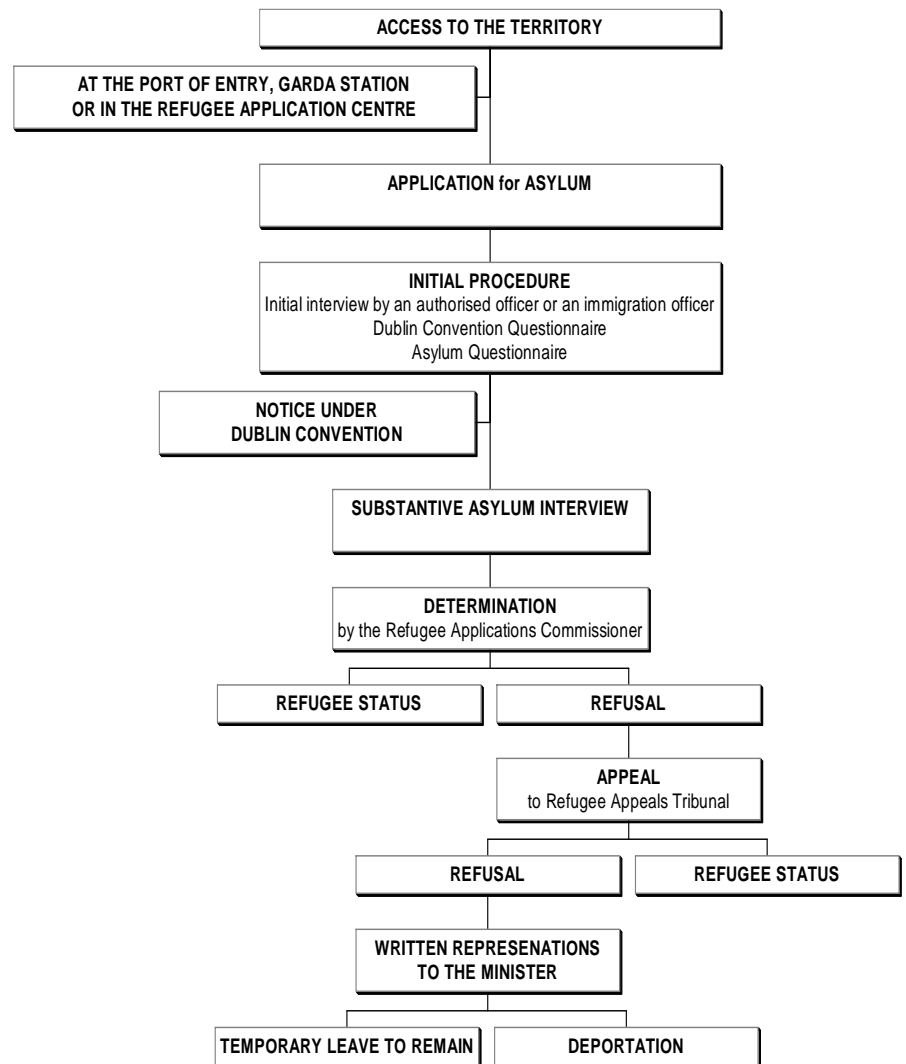 ACCESS TO THE TERRITORY
AT THE PORT OF ENTRY, GARDA STATION
OR IN THE REFUGEE APPLICATION CENTRE
APPLICATION for ASYLUM
INITIAL PROCEDURE
Initial interview by an authorised officer or an immigration officer
Dublin Convention Questionnaire
Asylum Questionnaire
NOTICE UNDER
DUBLIN CONVENTION
SUBSTANTIVE ASYLUM INTERVIEW
DETERMINATION
by the Refugee Applications Commissioner
REFUGEE STATUS
REFUSAL
APPEAL
to Refugee Appeals Tribunal
REFUSAL
REFUGEE STATUS
WRITTEN REPRESENATIONS
TO THE MINISTER
TEMPORARY LEAVE TO REMAIN
DEPORTATION